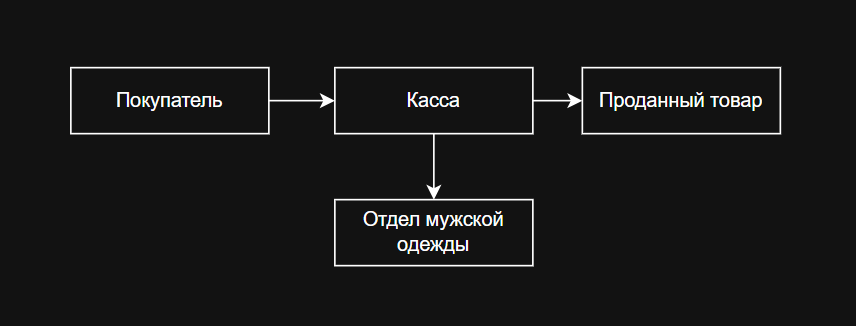 Покупатель
Касса
Проданный товар
Отдел мужской
одежды